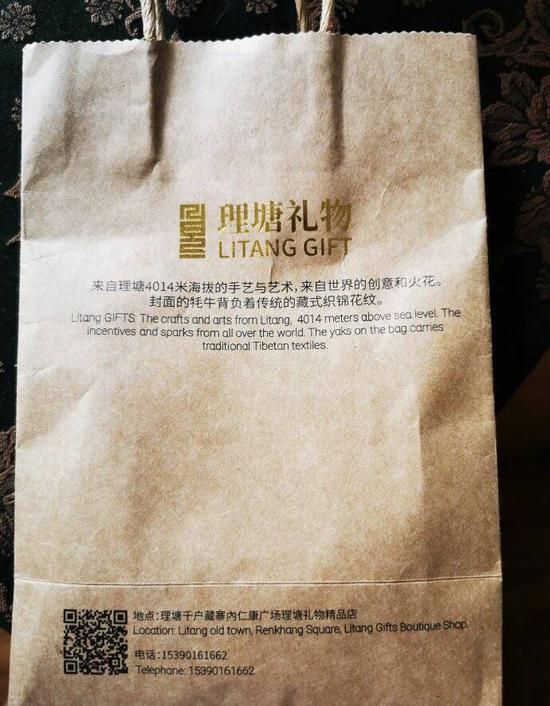 理塘礼物
LITANG GIFT
来自理塘4014米海拔的手艺与艺术，来自世界的创意和火花。
封面的牦牛背负着传统的藏式织锦花纹。
Litang GIFTS: The crafts and arts from Litang, 4014 meters above sea level. The
incentives and sparks from all over the world. The yaks on the bag carries
traditional Tibetan textiles.
地点：理塘千户藏寨内仁康广场理塘礼物精品店
Location: Litang old town, Renkhang Square, Litang Gifts Boutique Shop.
电话：15390161662
Telephone: 15390161662